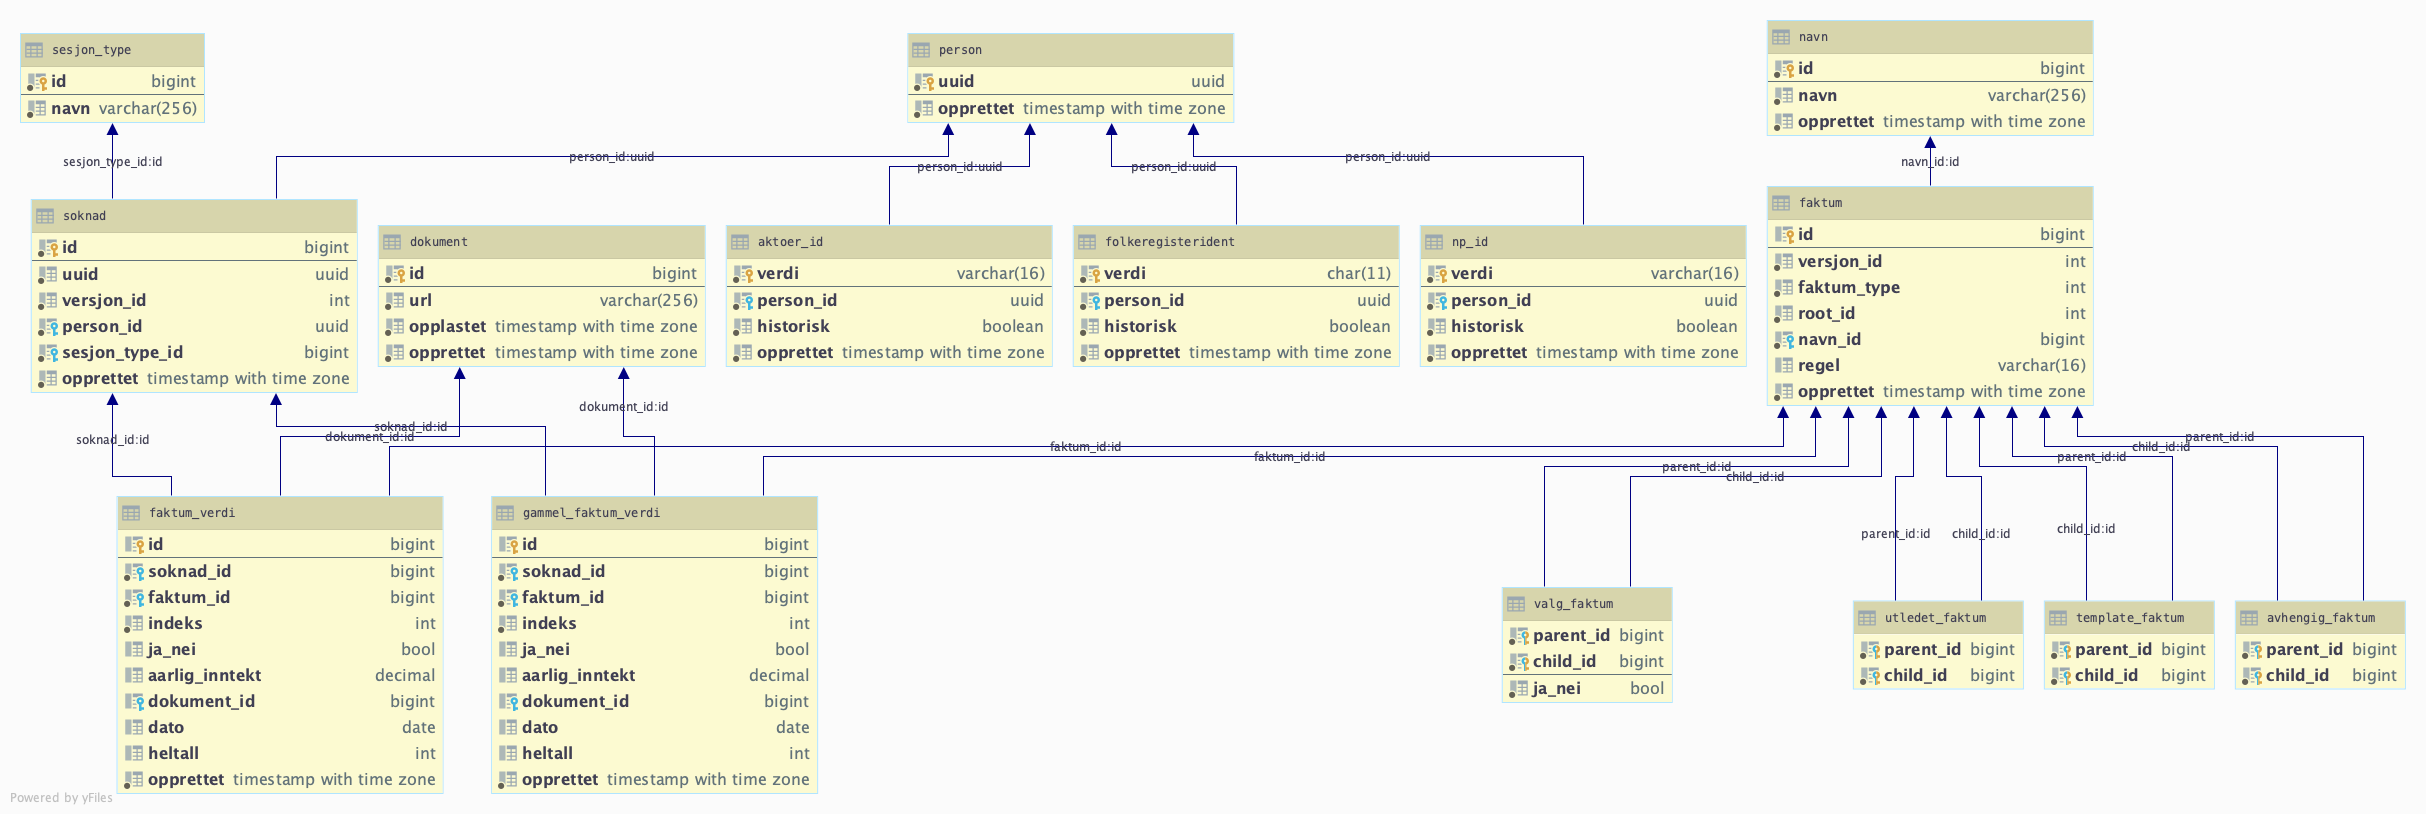 sesjon_type
id bigint
navn varchar(256)
person
uuid uuid
opprettet timestamp with time zone
navn
id bigint
navn varchar(256)
opprettet timestamp with time zone
sesjon_type_id:id
person_id:uuid
person_id:uuid
person_id:uuid
person_id:uuid
navn_id:id
soknad
id bigint
uuid uuid
versjon_id int
person_id uuid
sesjon_type_id bigint
opprettet timestamp with time zone
dokument
id bigint
url varchar(256)
opplastet timestamp with time zone
opprettet timestamp with time zone
aktoer_id
verdi varchar(16)
person_id uuid
historisk boolean
opprettet timestamp with time zone
folkeregisterident
verdi char(11)
person_id uuid
historisk boolean
opprettet timestamp with time zone
np_id
verdi varchar(16)
person_id uuid
historisk boolean
opprettet timestamp with time zone
faktum
id bigint
versjon_id int
faktum_type int
root_id int
navn_id bigint
regel varchar(16)
opprettet timestamp with time zone
soknad_id:id
soknad_id:id
dokument_id:id
dokument_id:id
faktum_id:id
faktum_id:id
parent_id:id
child_id:id
parent_id:id
child_id:id
parent_id:id
child_id:id
parent_id:id
child_id:id
faktum_verdi
id bigint
soknad_id bigint
faktum_id bigint
indeks int
ja_nei bool
aarlig_inntekt decimal
dokument_id bigint
dato date
heltall int
opprettet timestamp with time zone
gammel_faktum_verdi
id bigint
soknad_id bigint
faktum_id bigint
indeks int
ja_nei bool
aarlig_inntekt decimal
dokument_id bigint
dato date
heltall int
opprettet timestamp with time zone
valg_faktum
parent_id bigint
child_id bigint
ja_nei bool
utledet_faktum
parent_id bigint
child_id bigint
template_faktum
parent_id bigint
child_id bigint
avhengig_faktum
parent_id bigint
child_id bigint
Powered by yFiles